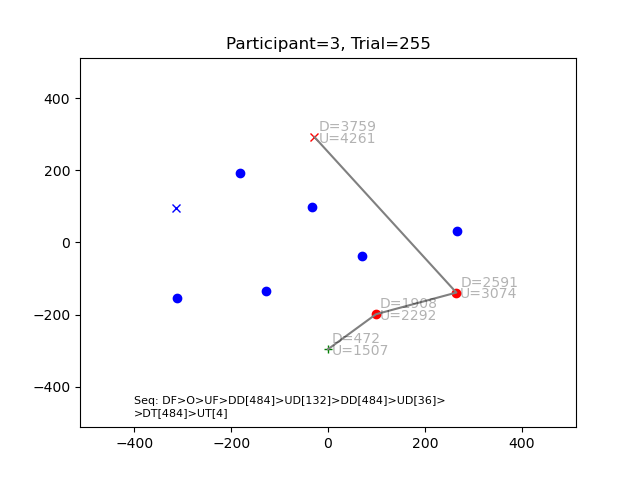 Participant=3, Trial=255
400
200
0
−200
−400
D=3759
U=4261
D=2591
U=3074
D=1908
U=2292
D=472
U=1507
Seq: DF>O>UF>DD[484]>UD[132]>DD[484]>UD[36]>
>DT[484]>UT[4]
−400
−200
0
200
400